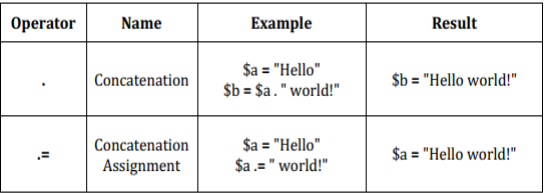 Operator Name Example Result
. Concatenation $a = "Hello" $b = "Hello world!"
$b = $a . " world!"
.= Concatenation $a = "Hello" $a = "Hello world!"
Assignment $a .= " world!"